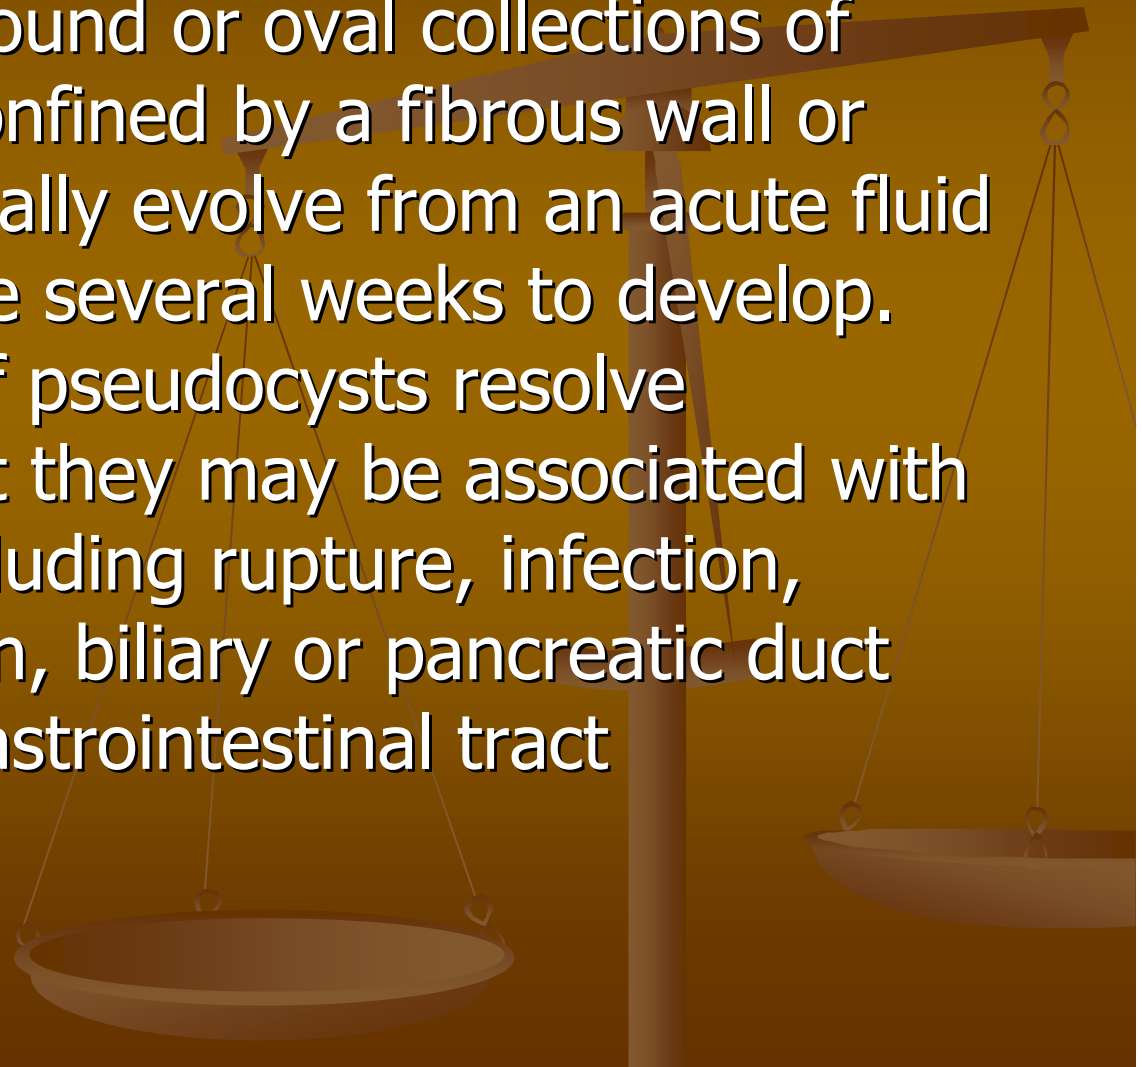 ound or oval collections of
onfined by a fibrous wall or
ally evolve from an acute fluid
e several weeks to develop.
f pseudocysts resolve
t they may be associated with
luding rupture, infection,
n, biliary or pancreatic duct
astrointestinal tract